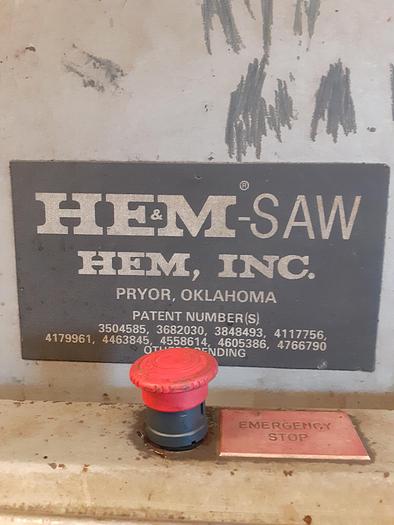 HE&M®-SAW
HEM, INC.
PRYOR, OKLAHOMA
PATENT NUMBER(S)
3504585, 3682030, 3848493, 4117756,
4179961, 4463845, 4558614, 4605386, 4766790
OTHERS PENDING
EMERGENCY
STOP